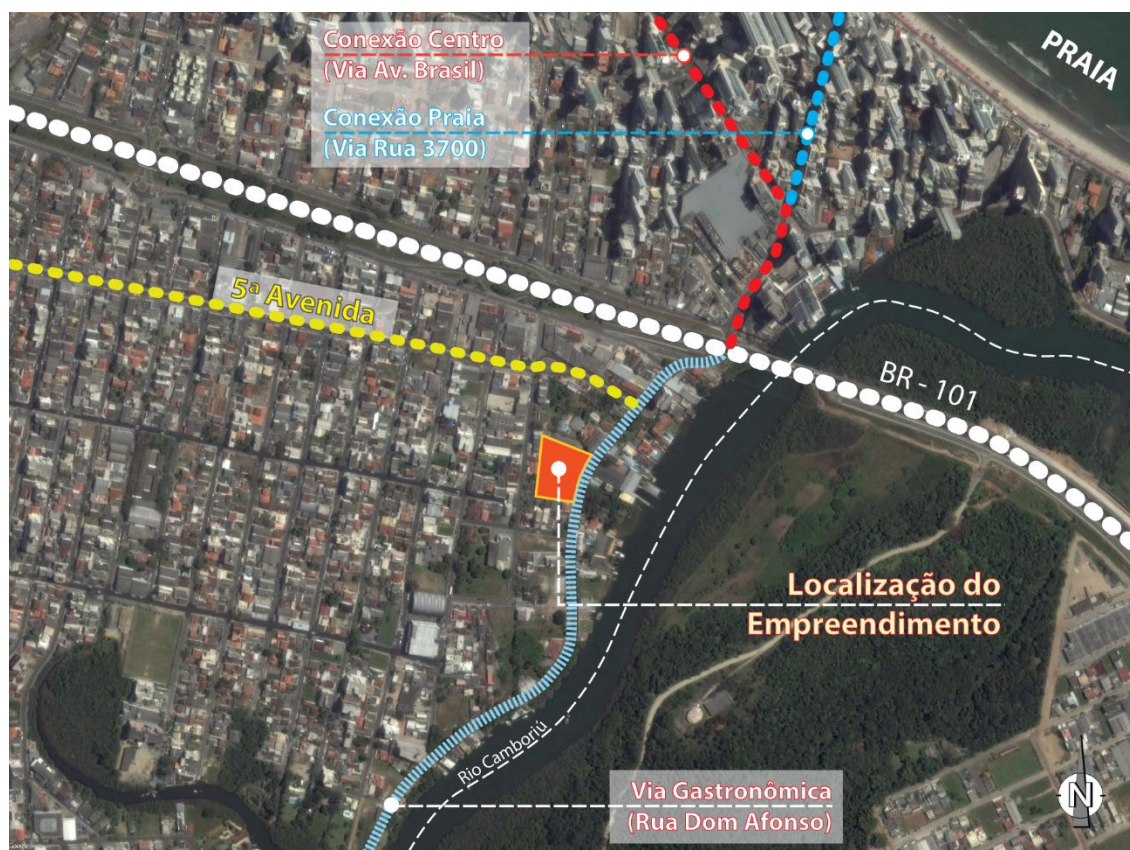 Conexão Centro
(Via Av. Brasil)
PRAIA
Conexão Praia
(Via Rua 3700)
5ª Avenida
BR - 101
Localização do
Empreendimento
Rio Camboriú
Via Gastronômica
(Rua Dom Afonso)
N